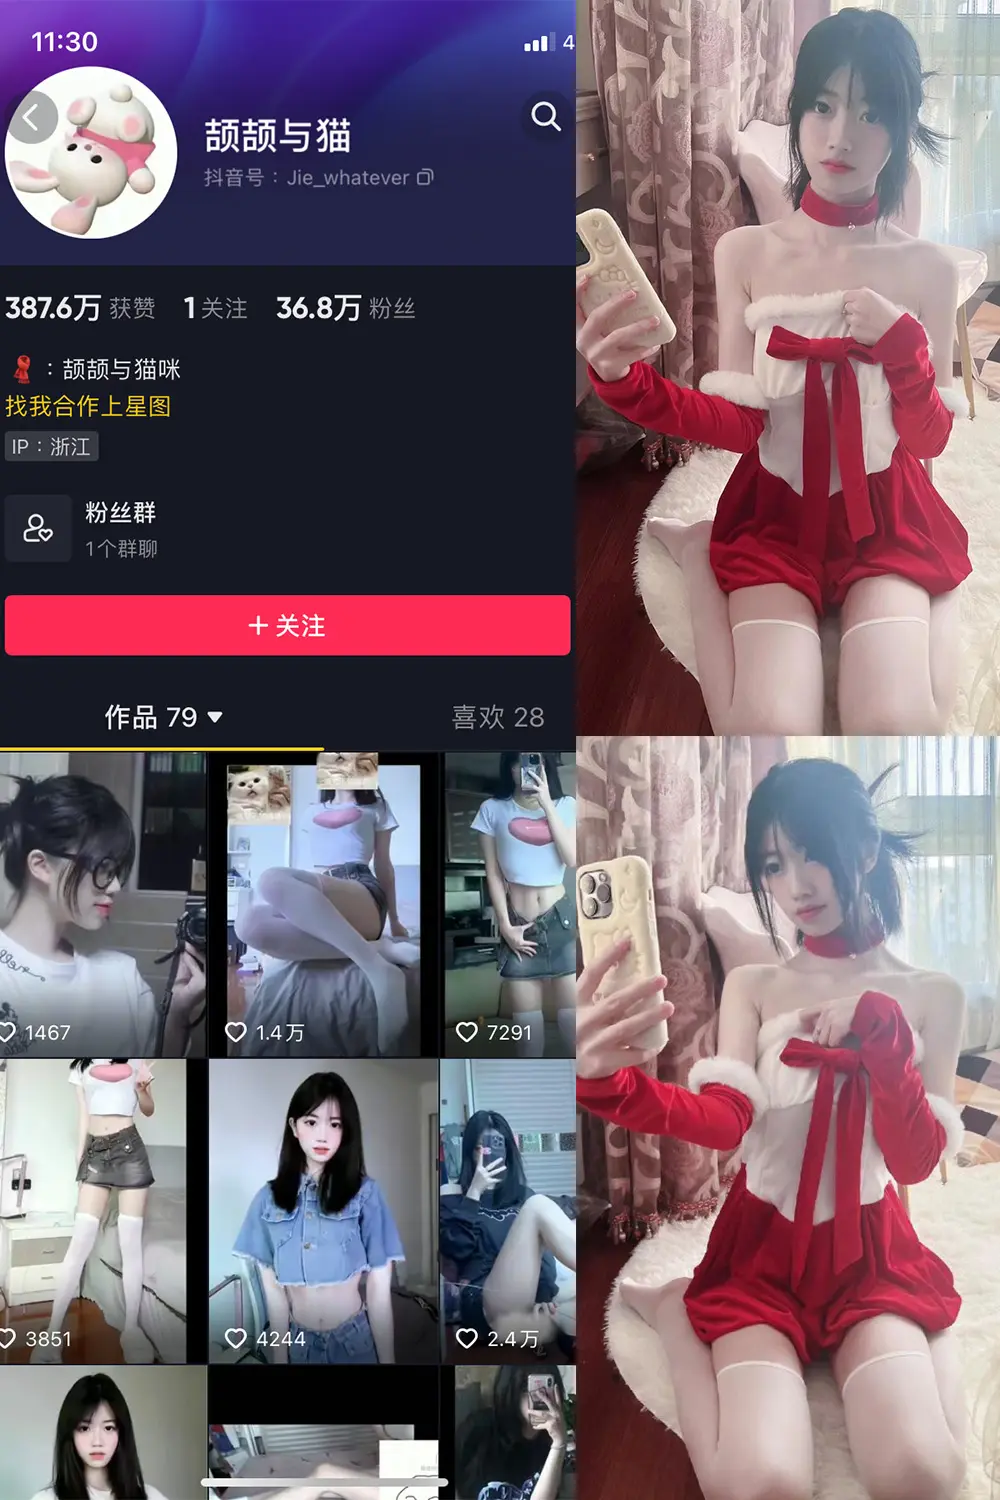 11:30
4
颉颉与猫
抖音号：Jie_whatever
387.6万 获赞 1 关注 36.8万 粉丝
：颉颉与猫咪
找我合作上星图
IP：浙江
粉丝群
1个群聊
+ 关注
作品 79
喜欢 28
1467
1.4万
7291
3851
4244
2.4万